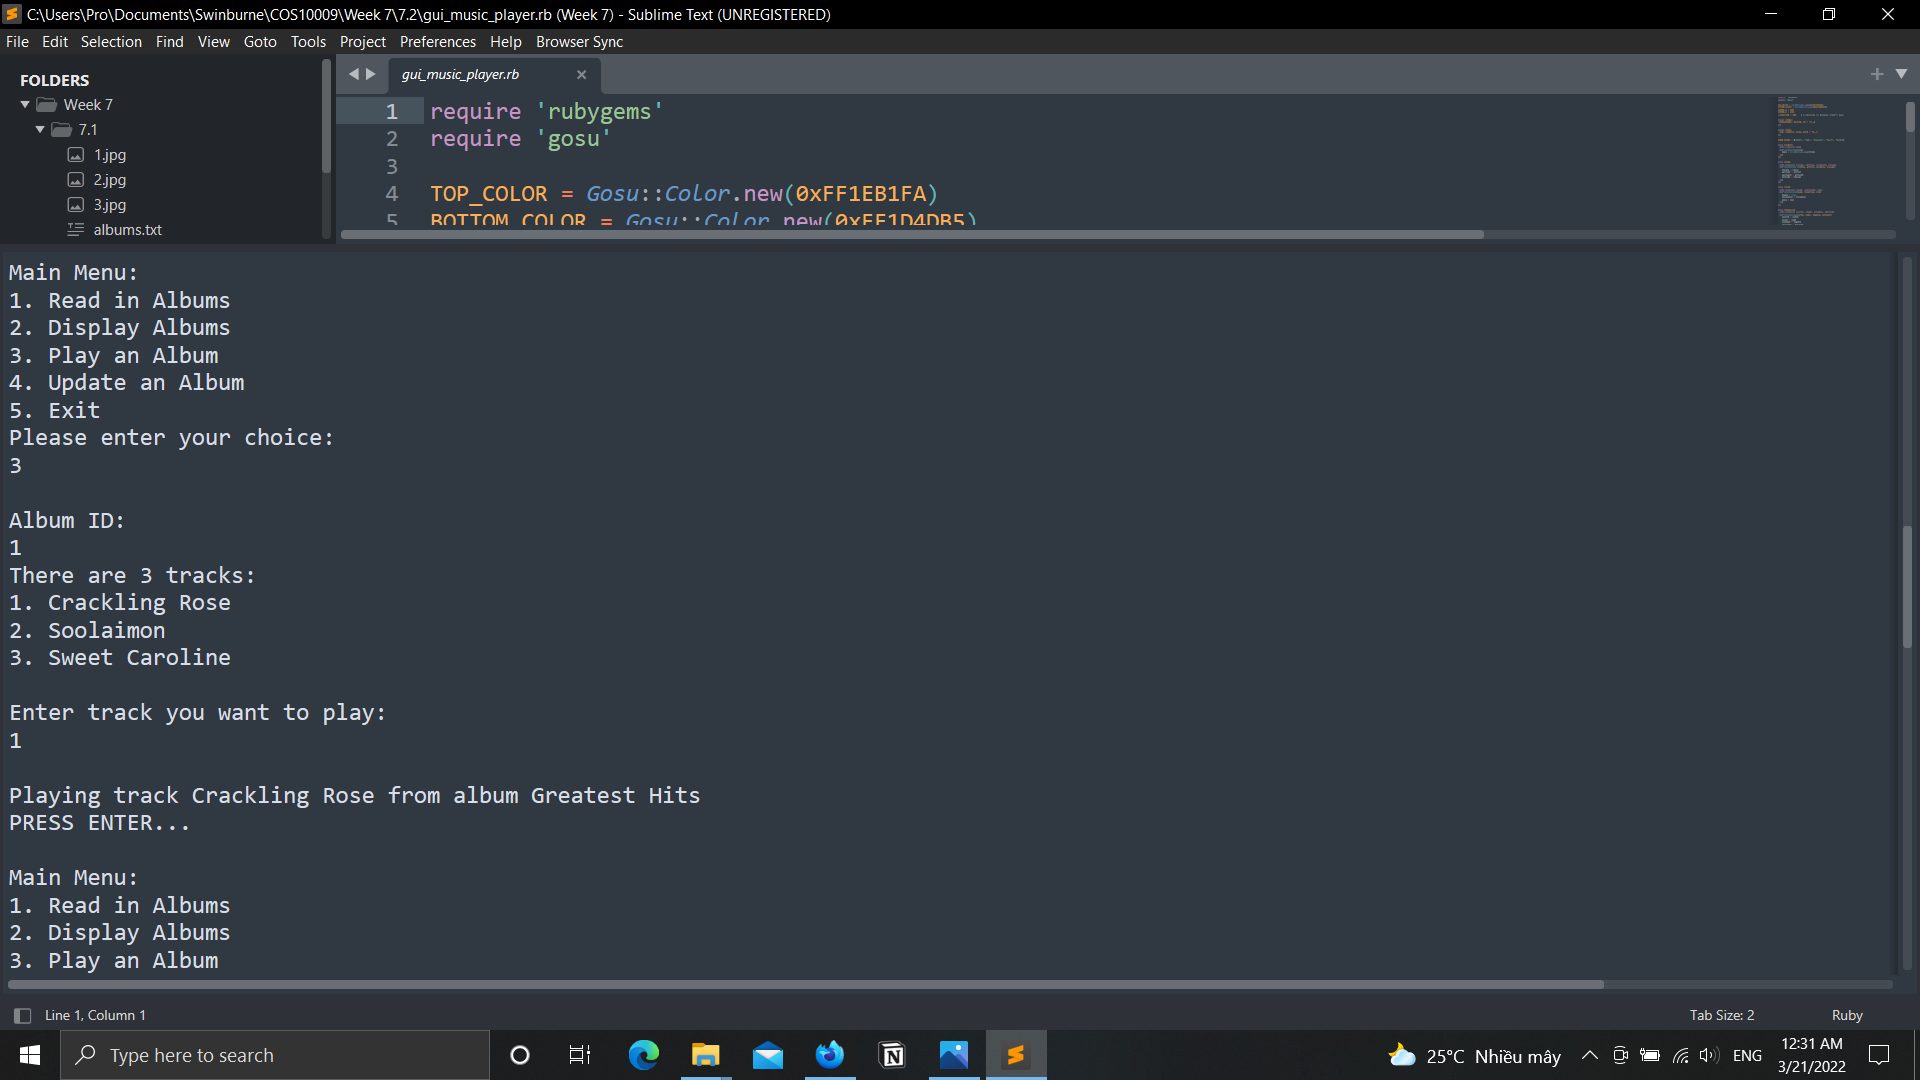 C:\Users\Pro\Documents\Swinburne\COS10009\Week 7\7.2\gui_music_player.rb (Week 7) - Sublime Text (UNREGISTERED)
File Edit Selection Find View Goto Tools Project Preferences Help Browser Sync
FOLDERS
Week 7
7.1
1.jpg
2.jpg
3.jpg
albums.txt
gui_music_player.rb
1 require 'rubygems'
2 require 'gosu'
3
4 TOP_COLOR = Gosu::Color.new(0xFF1EB1FA)
5 BOTTOM_COLOR = Gosu::Color.new(0xFF1D4DB5)
Main Menu:
1. Read in Albums
2. Display Albums
3. Play an Album
4. Update an Album
5. Exit
Please enter your choice:
3
Album ID:
1
There are 3 tracks:
1. Crackling Rose
2. Soolaimon
3. Sweet Caroline
Enter track you want to play:
1
Playing track Crackling Rose from album Greatest Hits
PRESS ENTER...
Main Menu:
1. Read in Albums
2. Display Albums
3. Play an Album
Line 1, Column 1
Tab Size: 2
Ruby
Type here to search
25°C Nhiều mây
ENG
12:31 AM
3/21/2022